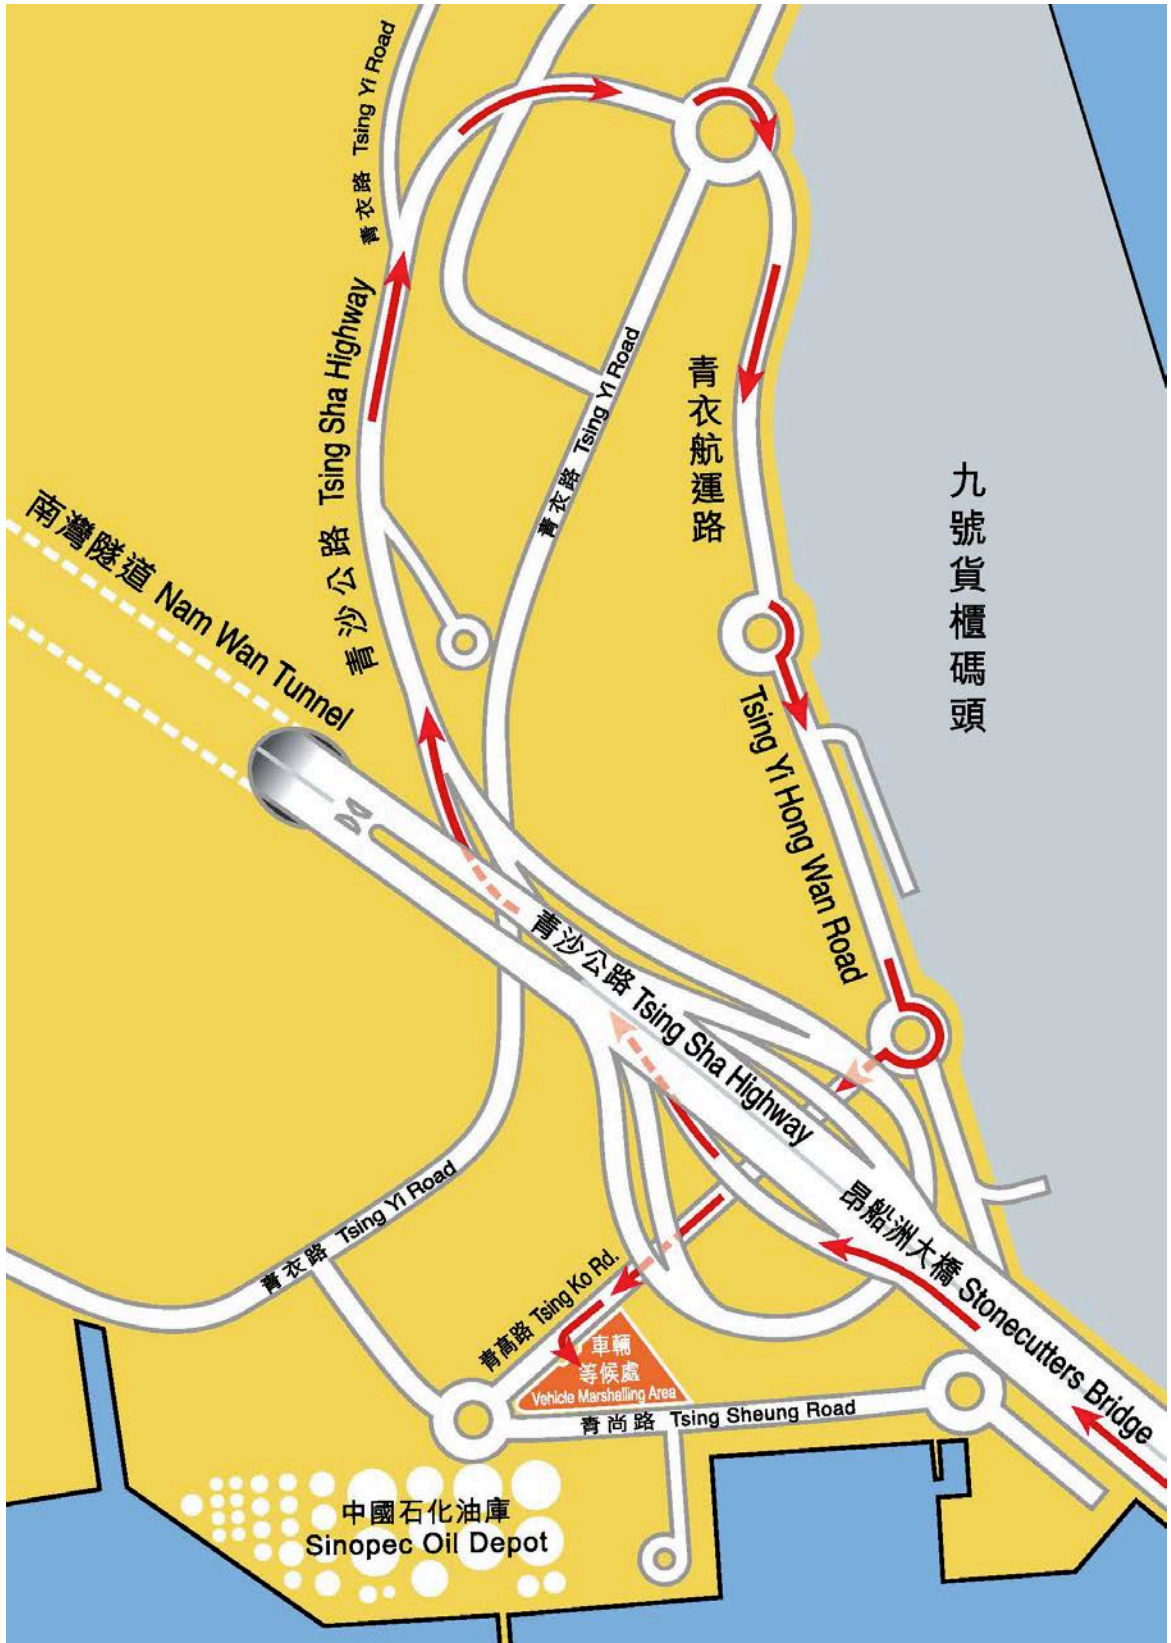 青衣路 Tsing Yi Road
青沙公路 Tsing Sha Highway
青衣路 Tsing Yi Road
青衣航運路
九號貨櫃碼頭
南灣隧道 Nam Wan Tunnel
Tsing Yi Hong Wan Road
青沙公路 Tsing Sha Highway
昂船洲大橋 Stonecutters Bridge
青衣路 Tsing Yi Road
青高路 Tsing Ko Rd.
車輛
等候處
Vehicle Marshalling Area
青尚路 Tsing Sheung Road
中國石化油庫
Sinopec Oil Depot